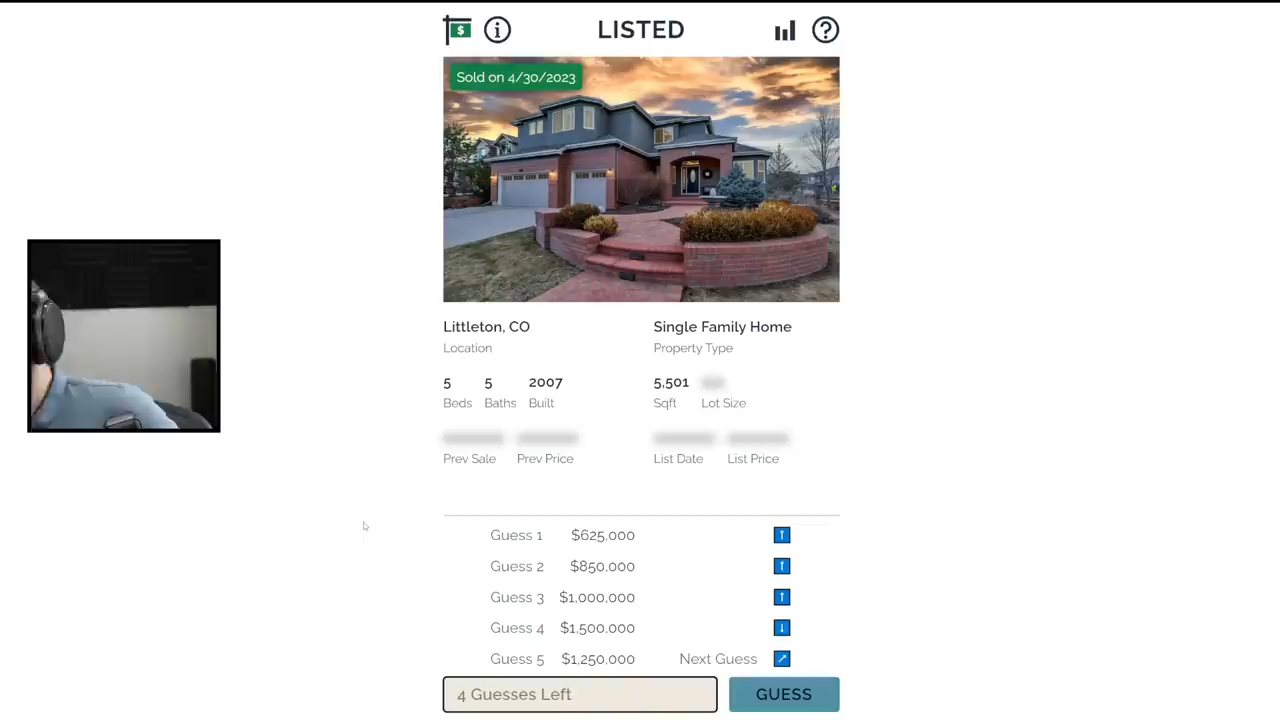 LISTED
Sold on 4/30/2023
Littleton, CO
Location
Single Family Home
Property Type
5 5 2007
Beds Baths Built
5,501
Sqft Lot Size
Prev Sale Prev Price
List Date List Price
Guess 1 $625,000
Guess 2 $850,000
Guess 3 $1,000,000
Guess 4 $1,500,000
Guess 5 $1,250,000 Next Guess
4 Guesses Left
GUESS